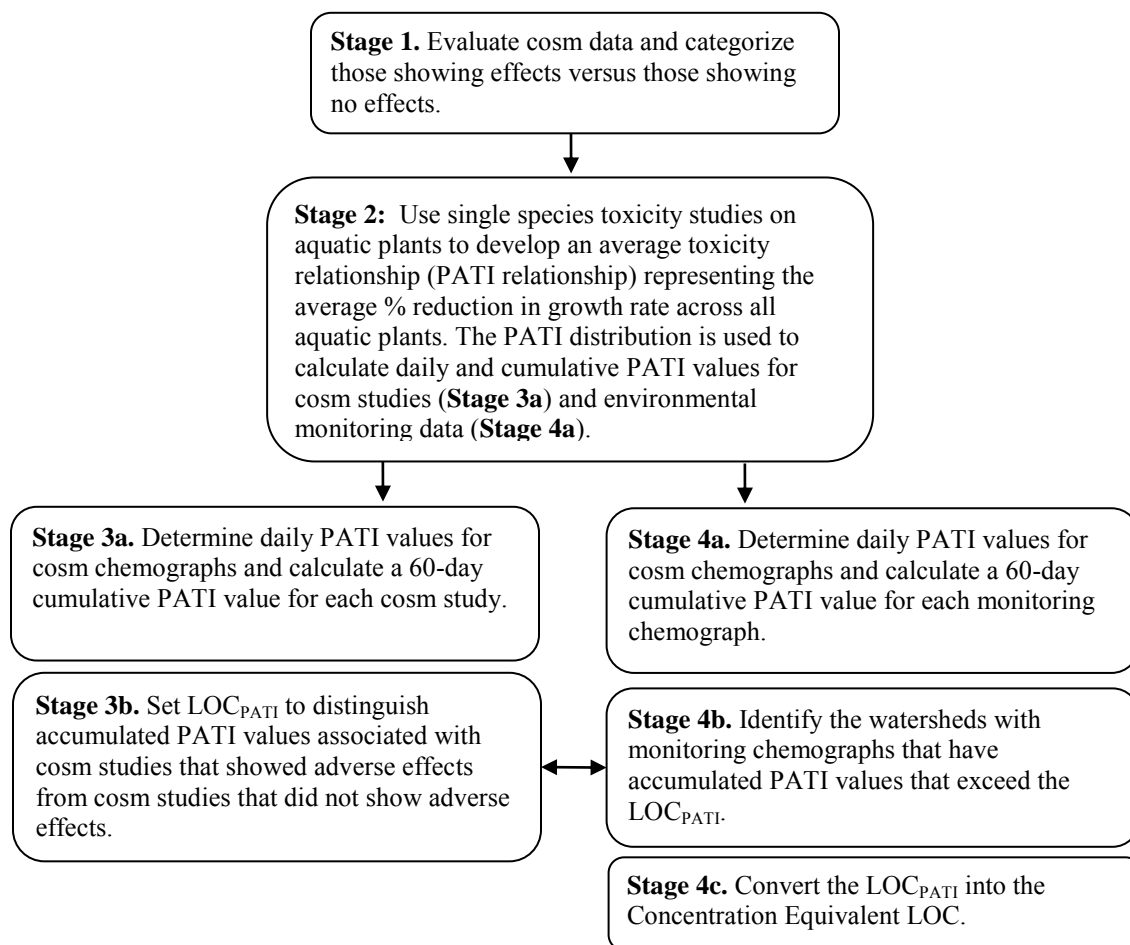 Stage 1. Evaluate cosm data and categorize
those showing effects versus those showing
no effects.
Stage 2: Use single species toxicity studies on
aquatic plants to develop an average toxicity
relationship (PATI relationship) representing the
average % reduction in growth rate across all
aquatic plants. The PATI distribution is used to
calculate daily and cumulative PATI values for
cosm studies (Stage 3a) and environmental
monitoring data (Stage 4a).
Stage 3a. Determine daily PATI values for
cosm chemographs and calculate a 60-day
cumulative PATI value for each cosm study.
Stage 4a. Determine daily PATI values for
cosm chemographs and calculate a 60-day
cumulative PATI value for each monitoring
chemograph.
Stage 3b. Set LOCPATI to distinguish
accumulated PATI values associated with
cosm studies that showed adverse effects
from cosm studies that did not show adverse
effects.
Stage 4b. Identify the watersheds with
monitoring chemographs that have
accumulated PATI values that exceed the
LOCPATI.
Stage 4c. Convert the LOCPATI into the
Concentration Equivalent LOC.